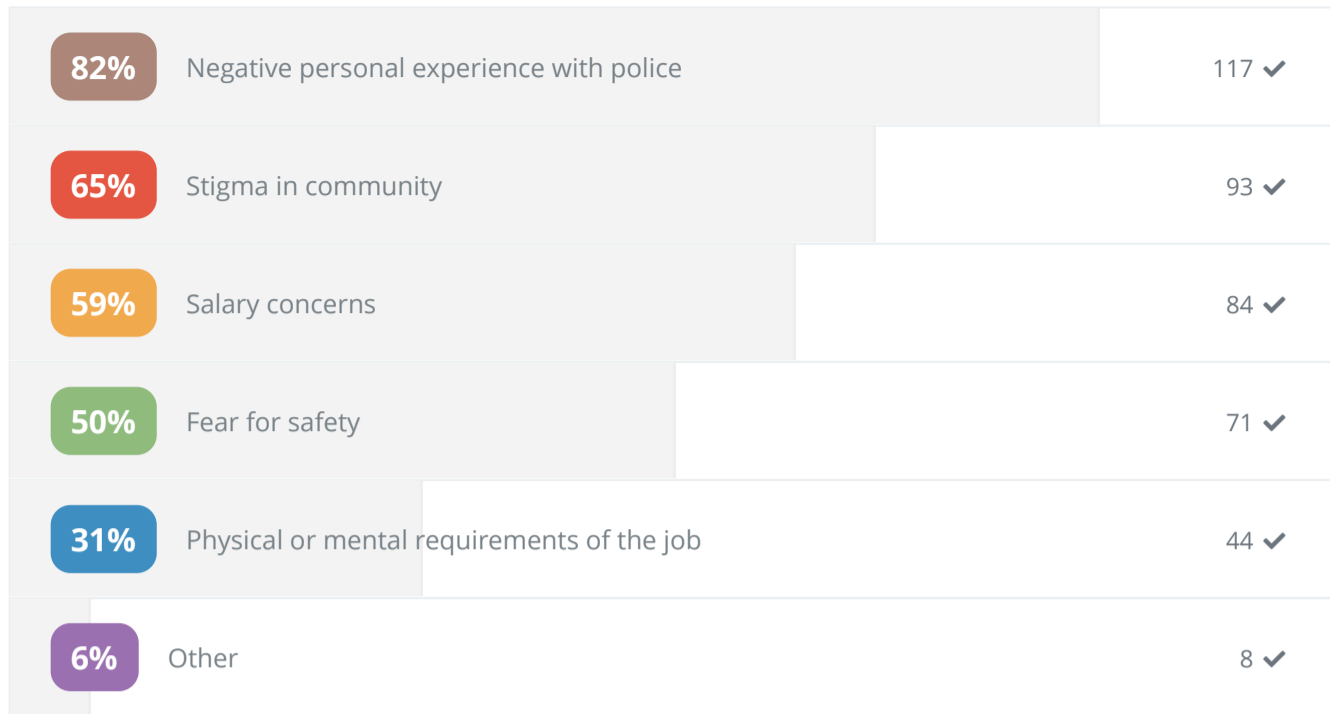 82% Negative personal experience with police 117 ✔
65% Stigma in community 93 ✔
59% Salary concerns 84 ✔
50% Fear for safety 71 ✔
31% Physical or mental requirements of the job 44 ✔
6% Other 8 ✔